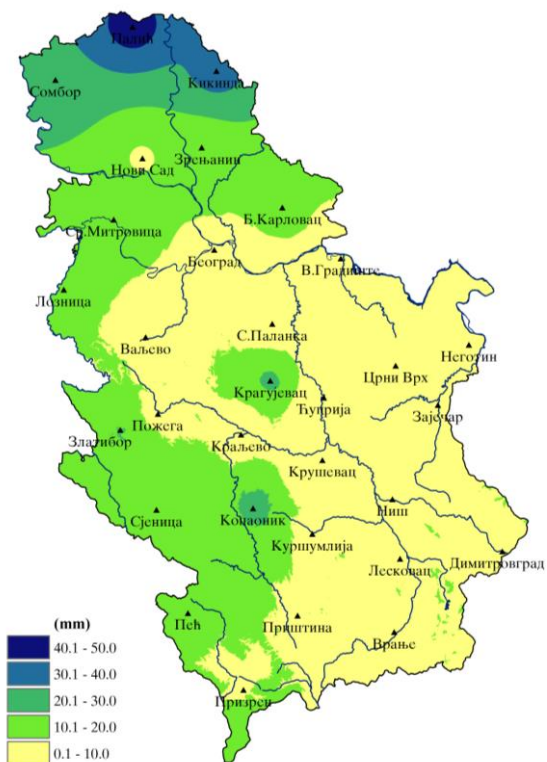 Палић
Сомбор
Кикинда
Нови Сад
Зрењанин
Б.Карловац
Ср.Митровица
Београд
В.Градиште
Лозница
С.Паланка
Ваљево
Неготин
Црни Врх
Крагујевац
Ћуприја
Зајечар
Пожега
Златибор
Краљево
Крушевац
Сјеница
Копаоник
Ниш
Куршумлија
Димитровград
Лесковац
Пећ
Приштина
Врање
Призрен
(mm)
40.1 - 50.0
30.1 - 40.0
20.1 - 30.0
10.1 - 20.0
0.1 - 10.0